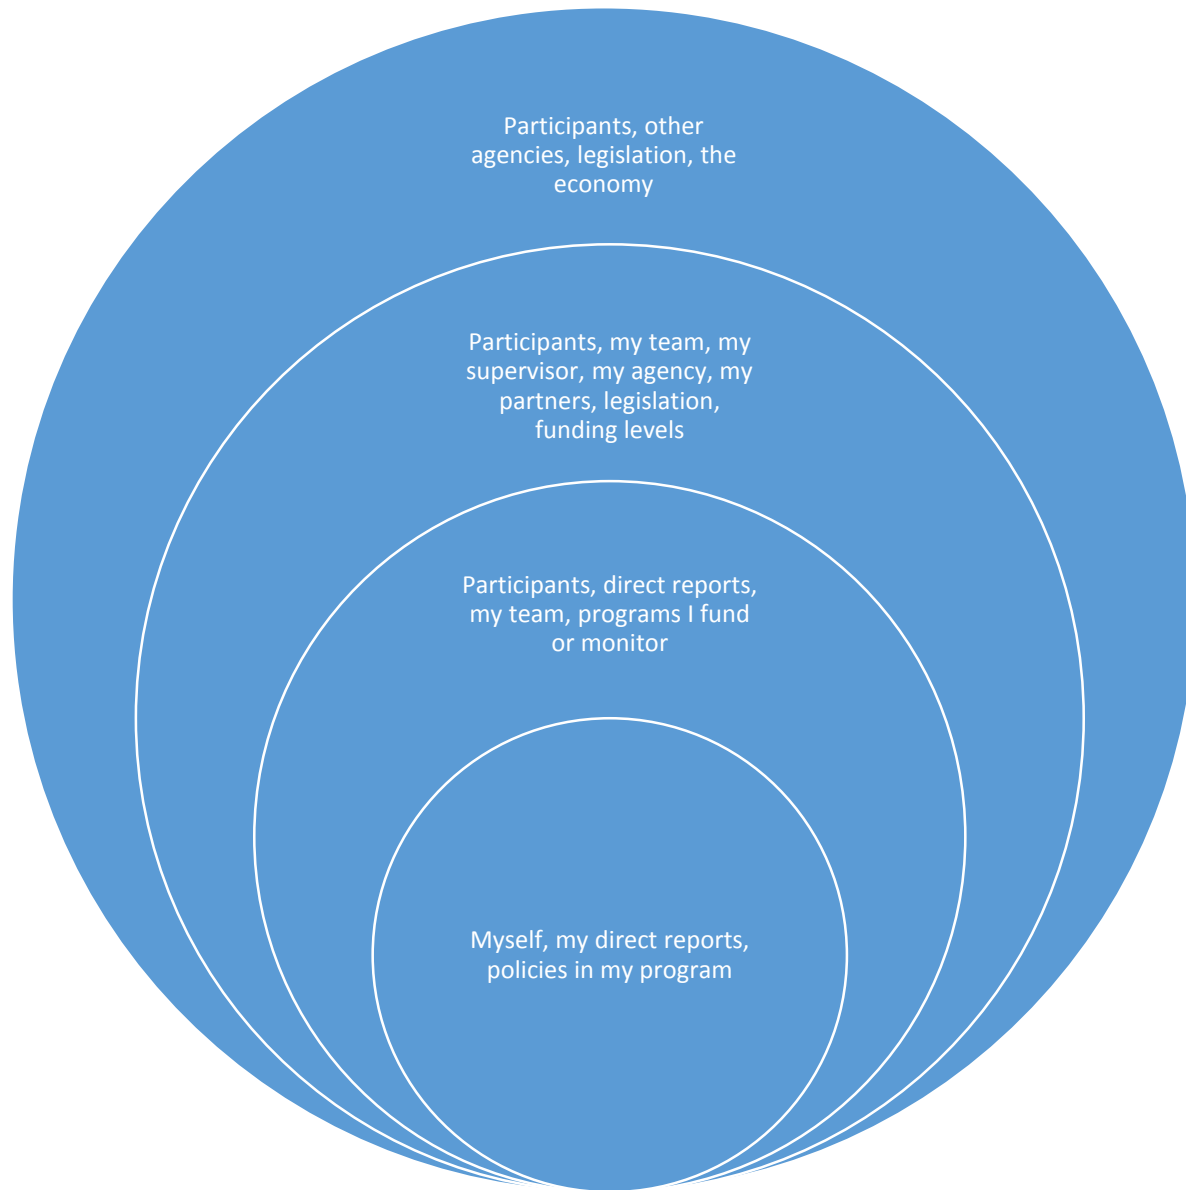 Participants, other
agencies, legislation, the
economy
Participants, my team, my
supervisor, my agency, my
partners, legislation,
funding levels
Participants, direct reports,
my team, programs I fund
or monitor
Myself, my direct reports,
policies in my program